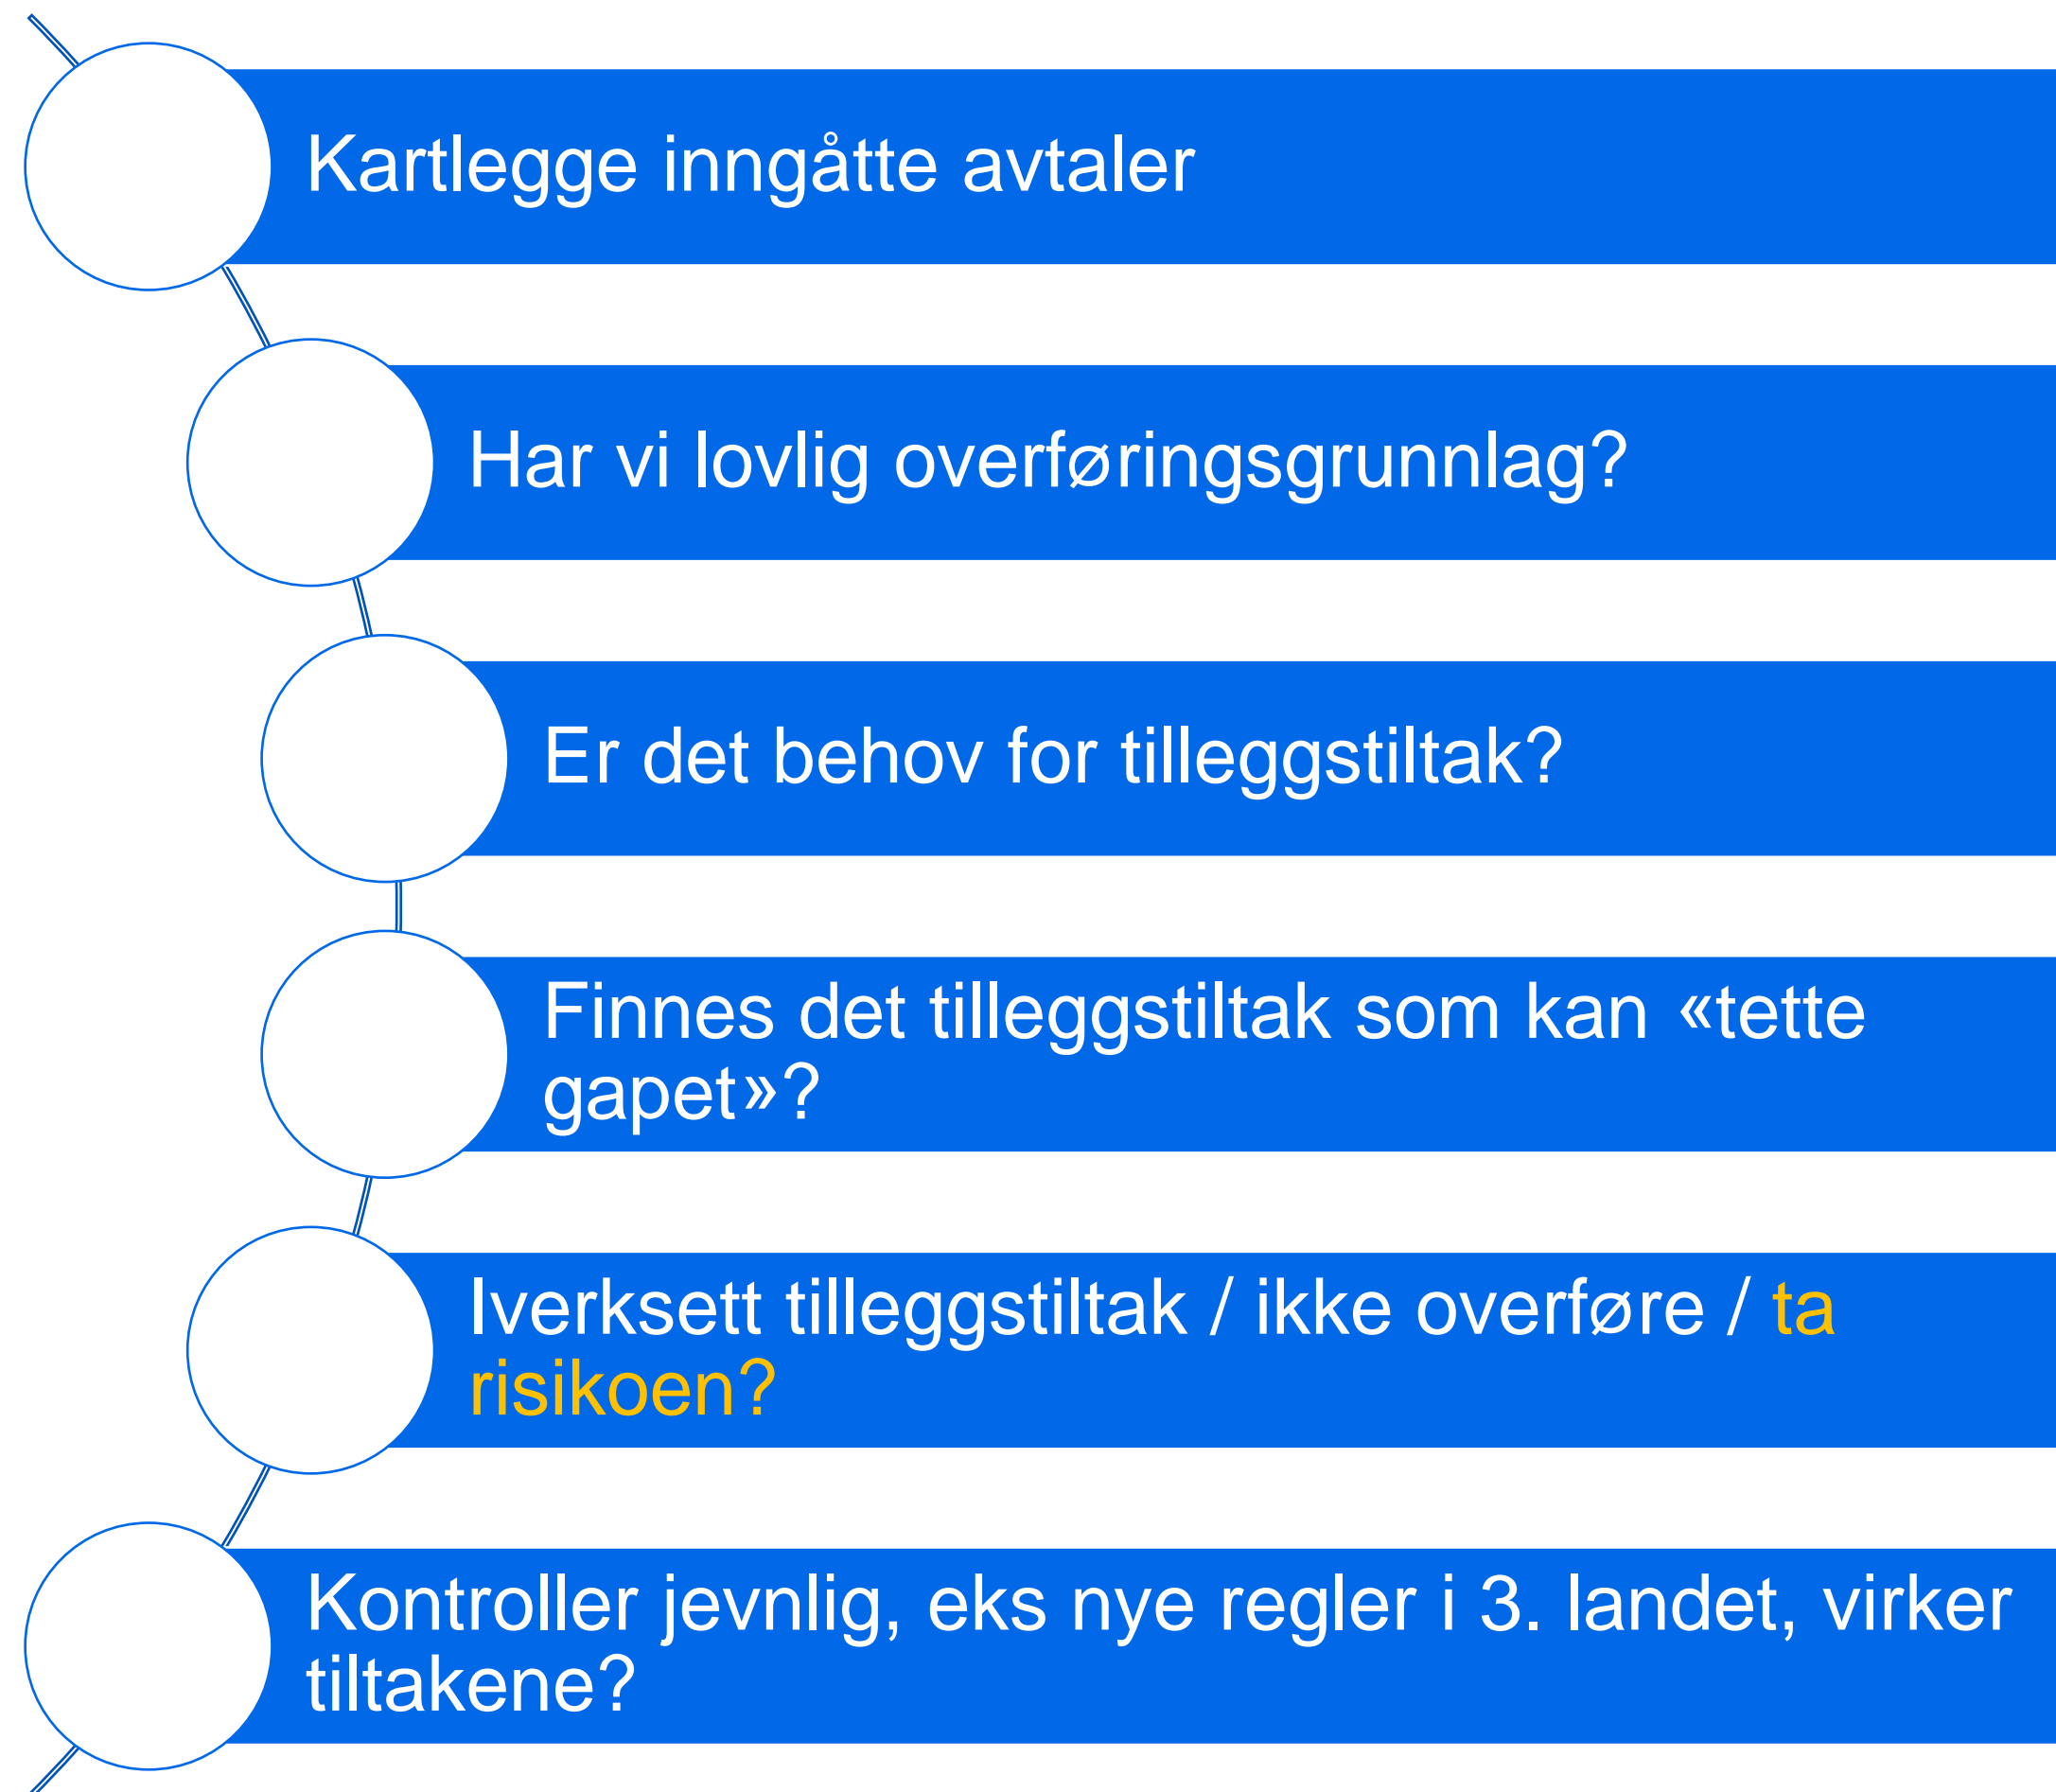 Kartlegge inngåtte avtaler
Har vi lovlig overføringsgrunnlag?
Er det behov for tilleggstiltak?
Finnes det tilleggstiltak som kan «tette
gapet»?
Iverksett tilleggstiltak / ikke overføre / ta
risikoen?
Kontroller jevnlig, eks nye regler i 3. landet, virker
tiltakene?